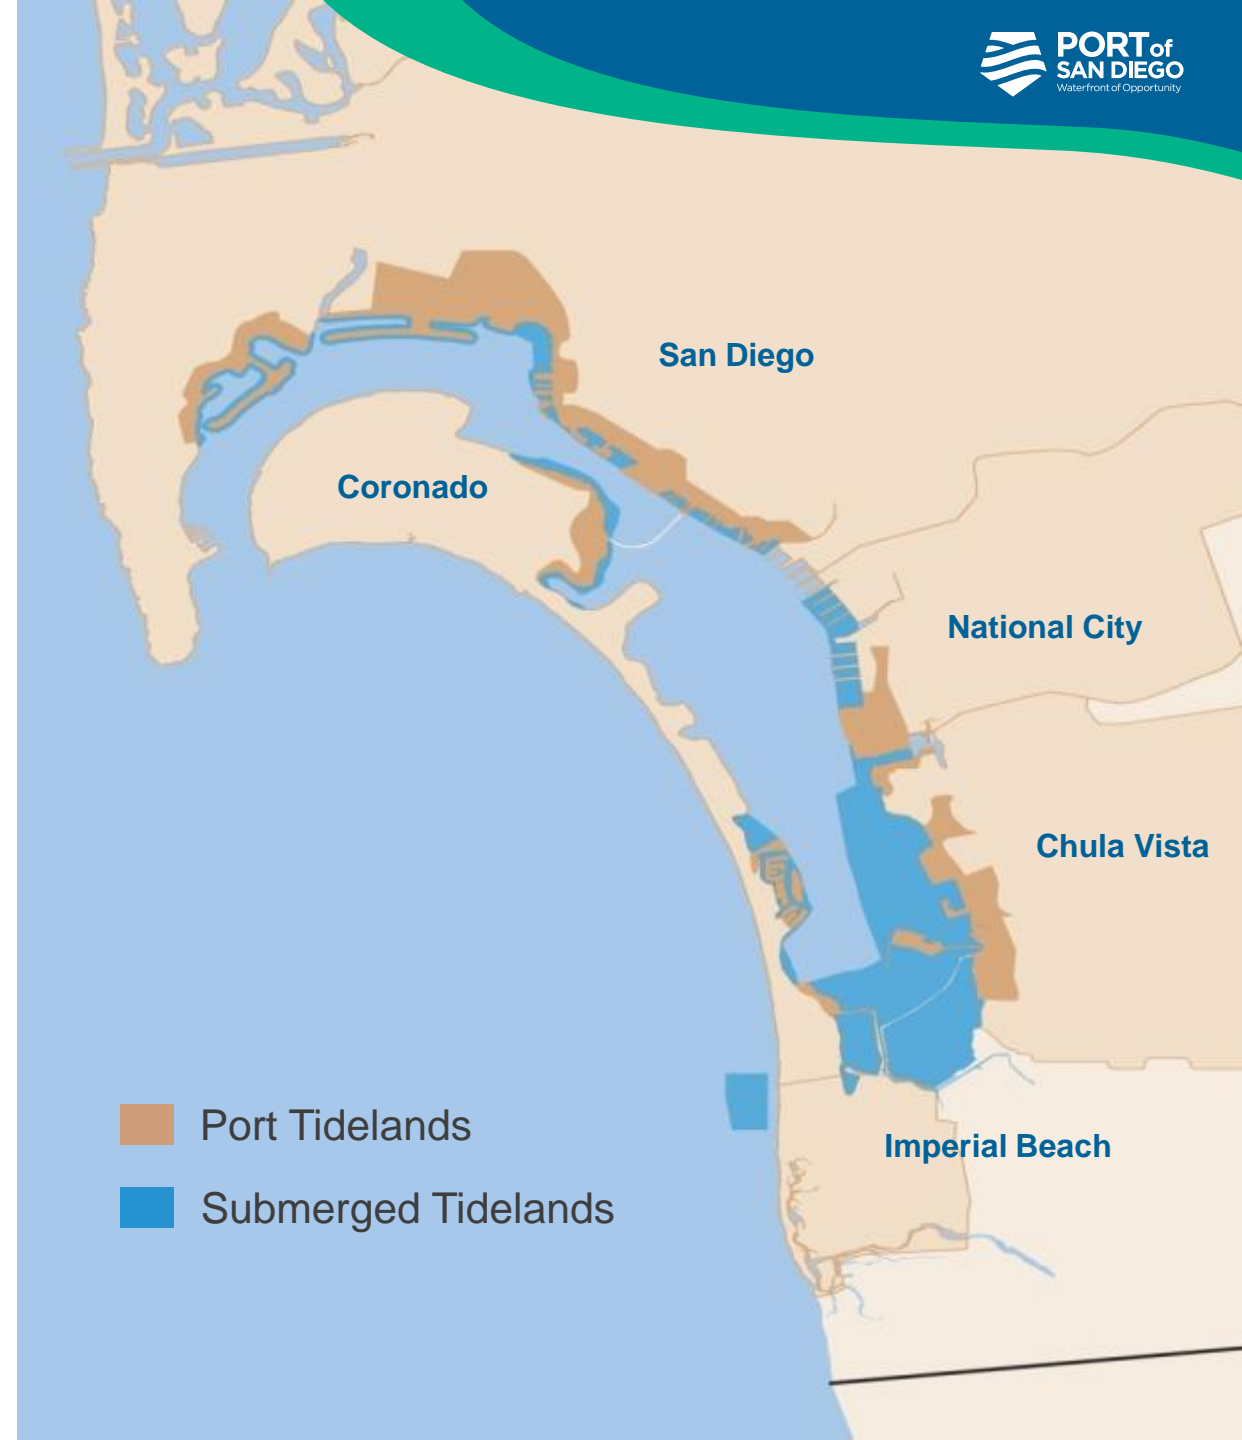 PORT of
SAN DIEGO
Waterfront of Opportunity
San Diego
Coronado
National City
Chula Vista
Port Tidelands
Imperial Beach
Submerged Tidelands